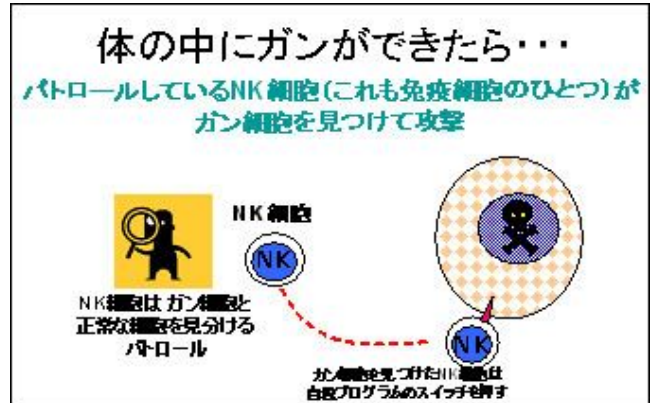 体の中にガンができたら・・・
パトロールしているNK細胞(これも免疫細胞のひとつ)が
ガン細胞を見つけて攻撃
NK細胞
NK
NK細胞は ガン細胞と
正常な細胞を見分ける
パトロール
NK
ガン細胞を見つけたNK細胞は
自殺プログラムのスイッチを押す